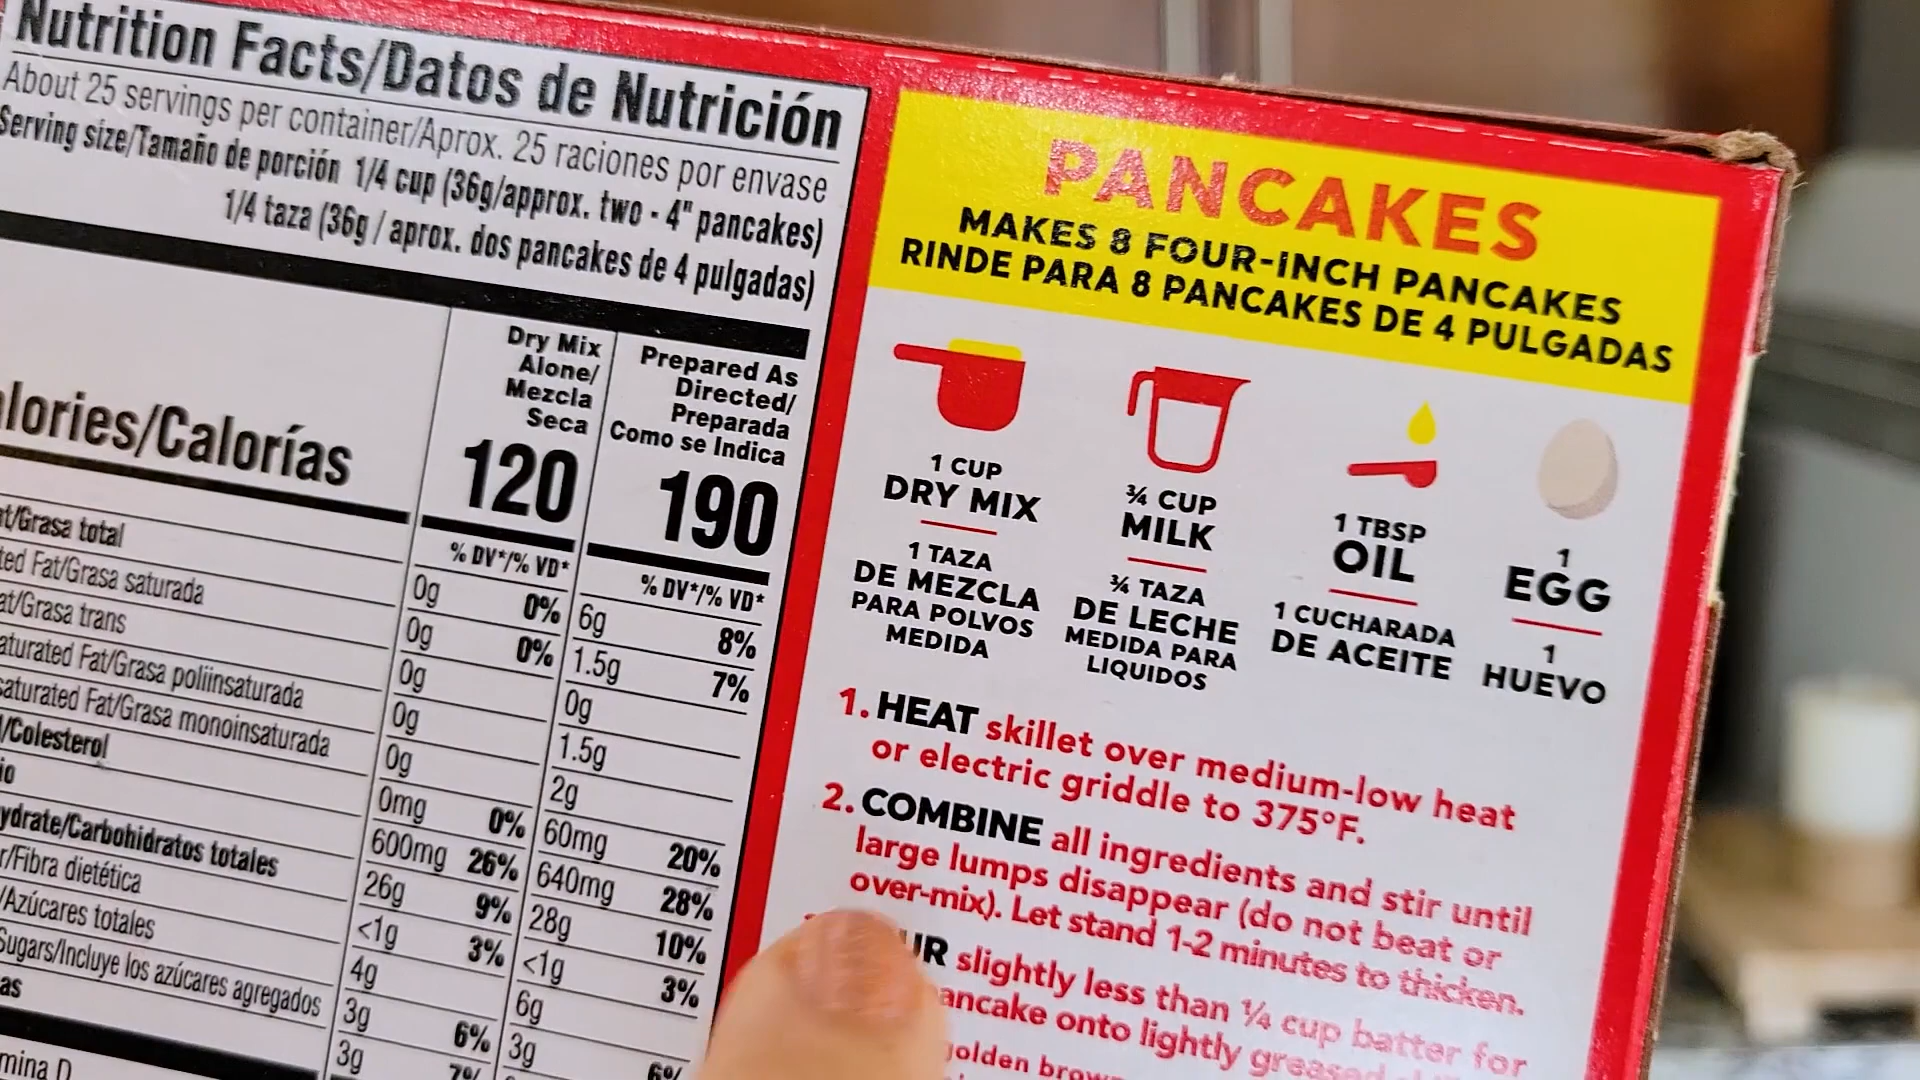 Nutrition Facts/Datos de Nutrición
About 25 servings per container/Aprox. 25 raciones por envase
Serving size/Tamaño de porción 1/4 cup (36g/approx. two - 4" pancakes)
1/4 taza (36g / aprox. dos pancakes de 4 pulgadas)
Dry Mix
Alone/
Mezcla
Seca
Prepared As
Directed/
Preparada
Como se Indica
alories/Calorías 120 190
% DV*/% VD* % DV*/% VD*
at/Grasa total 0g 0% 6g 8%
ted Fat/Grasa saturada 0g 0% 1.5g 7%
at/Grasa trans 0g 0g
aturated Fat/Grasa poliinsaturada 0g 1.5g
saturated Fat/Grasa monoinsaturada 0g 2g
/Colesterol 0mg 0% 60mg 20%
io 600mg 26% 640mg 28%
ydrate/Carbohidratos totales 26g 9% 28g 10%
r/Fibra dietética <1g 3% <1g 3%
/Azúcares totales 4g 6g
Sugars/Incluye los azúcares agregados 3g 6% 3g 6%
as 3g 7%
mina D
PANCAKES
MAKES 8 FOUR-INCH PANCAKES
RINDE PARA 8 PANCAKES DE 4 PULGADAS
1 CUP
DRY MIX
1 TAZA
DE MEZCLA
PARA POLVOS
MEDIDA
¾ CUP
MILK
¾ TAZA
DE LECHE
MEDIDA PARA
LIQUIDOS
1 TBSP
OIL
1 CUCHARADA
DE ACEITE
1
EGG
1
HUEVO
1. HEAT skillet over medium-low heat
or electric griddle to 375°F.
2. COMBINE all ingredients and stir until
large lumps disappear (do not beat or
over-mix). Let stand 1-2 minutes to thicken.
UR slightly less than ¼ cup batter for
ancake onto lightly greased
golden brow